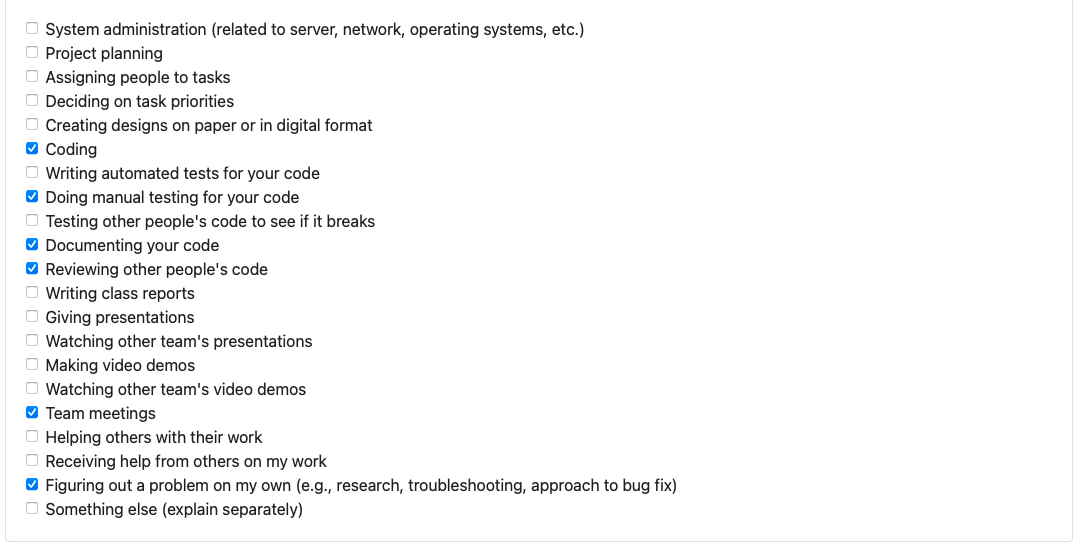 System administration (related to server, network, operating systems, etc.)
Project planning
Assigning people to tasks
Deciding on task priorities
Creating designs on paper or in digital format
Coding
Writing automated tests for your code
Doing manual testing for your code
Testing other people's code to see if it breaks
Documenting your code
Reviewing other people's code
Writing class reports
Giving presentations
Watching other team's presentations
Making video demos
Watching other team's video demos
Team meetings
Helping others with their work
Receiving help from others on my work
Figuring out a problem on my own (e.g., research, troubleshooting, approach to bug fix)
Something else (explain separately)